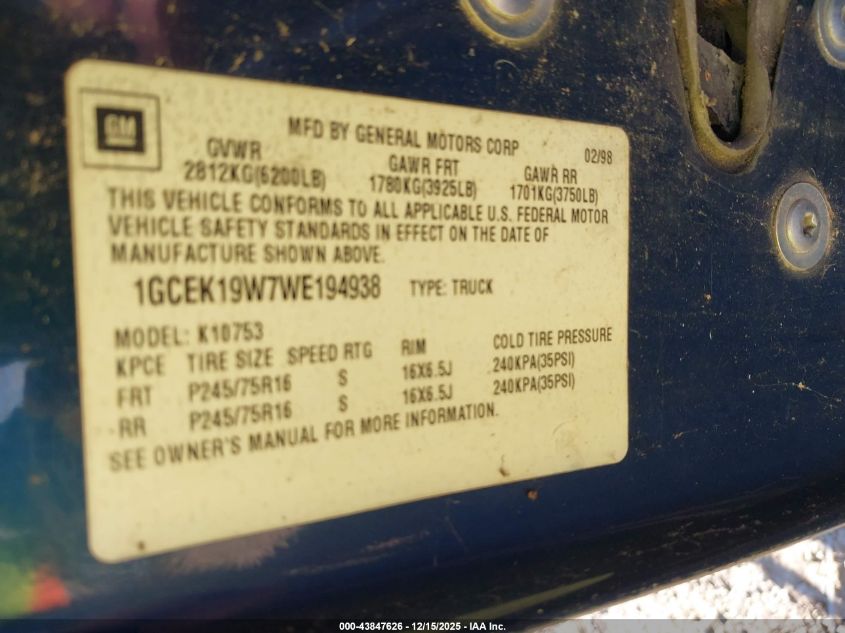 GM
MFD BY GENERAL MOTORS CORP 02/98
GVWR GAWR FRT GAWR RR
2812KG(6200LB) 1780KG(3925LB) 1701KG(3750LB)
THIS VEHICLE CONFORMS TO ALL APPLICABLE U.S. FEDERAL MOTOR
VEHICLE SAFETY STANDARDS IN EFFECT ON THE DATE OF
MANUFACTURE SHOWN ABOVE.
1GCEK19W7WE194938 TYPE: TRUCK
MODEL: K10753
KPCE TIRE SIZE SPEED RTG RIM COLD TIRE PRESSURE
FRT P245/75R16 S 16X6.5J 240KPA(35PSI)
RR P245/75R16 S 16X6.5J 240KPA(35PSI)
SEE OWNER'S MANUAL FOR MORE INFORMATION.
000-43847626 - 12/15/2025 - IAA Inc.